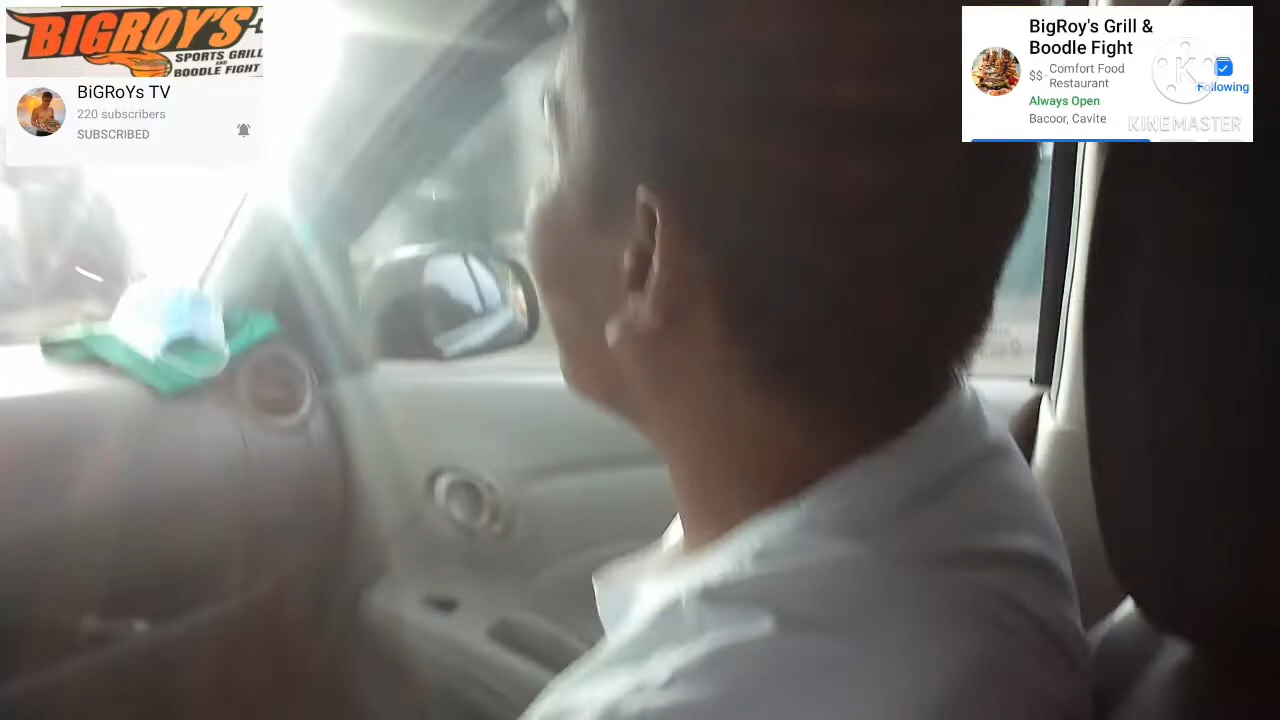 BIGROY'S
SPORTS GRILL
AND
BOODLE FIGHT
BiGRoYs TV
220 subscribers
SUBSCRIBED
BigRoy's Grill &
Boodle Fight
$$ · Comfort Food
Restaurant
Always Open
Bacoor, Cavite
Following
K
KINEMASTER